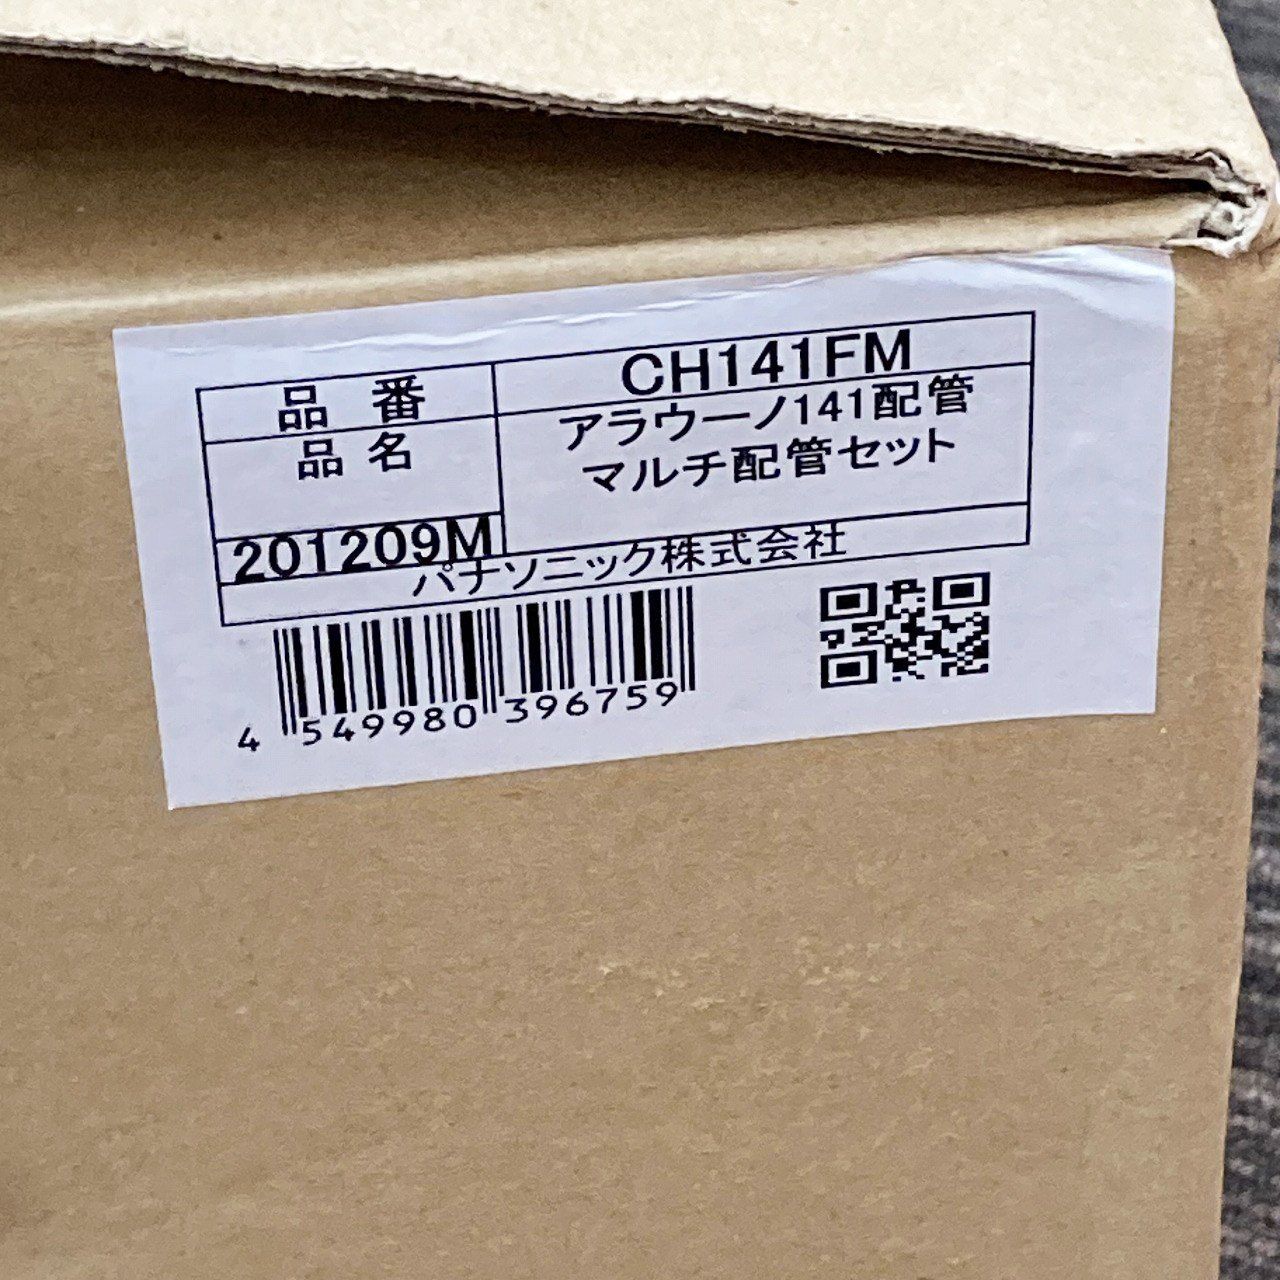 品 番 CH141FM
品 名 アラウーノ141配管
マルチ配管セット
201209M
パナソニック株式会社
4 549980 396759